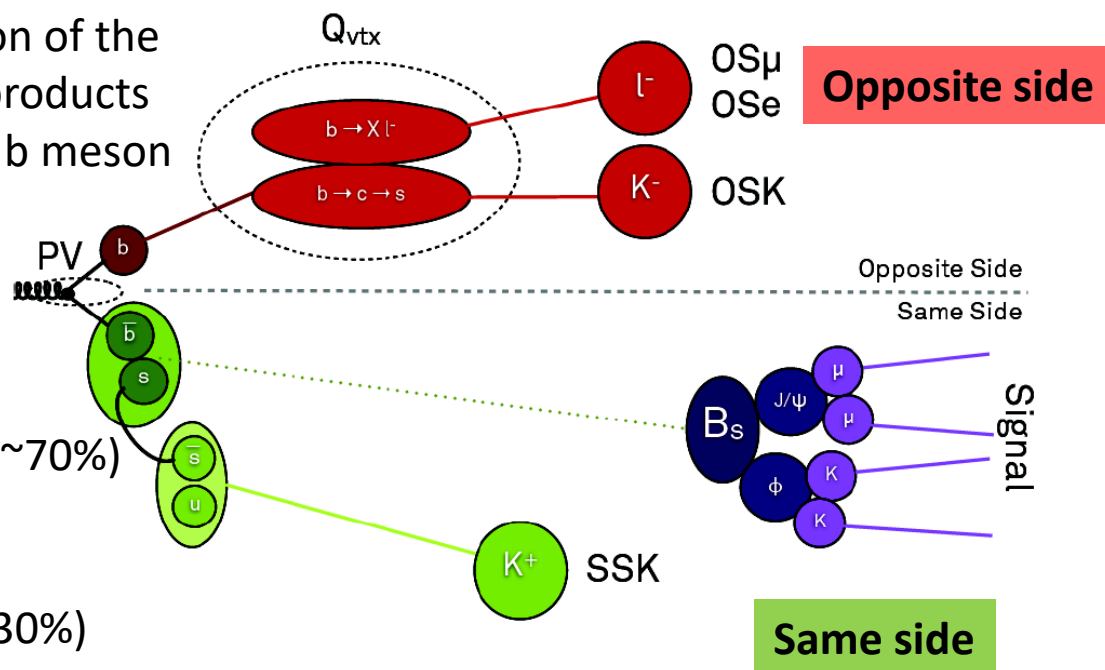 on of the
products
b meson
Qvtx
l⁻
OSμ
OSe
Opposite side
b → X l⁻
b → c → s
K⁻
OSK
b
PV
Opposite Side
Same Side
b̅
s
μ
J/ψ
μ
Bs
Signal
~70%)
s̅
u
ϕ
K
K
K⁺
SSK
30%)
Same side